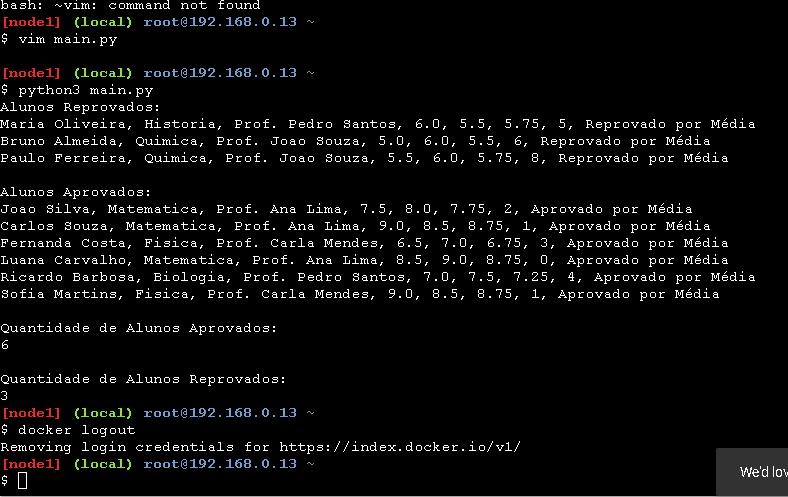 bash: ~vim: command not found
[node1] (local) root@192.168.0.13 ~
$ vim main.py
[node1] (local) root@192.168.0.13 ~
$ python3 main.py
Alunos Reprovados:
Maria Oliveira, Historia, Prof. Pedro Santos, 6.0, 5.5, 5.75, 5, Reprovado por Média
Bruno Almeida, Quimica, Prof. Joao Souza, 5.0, 6.0, 5.5, 6, Reprovado por Média
Paulo Ferreira, Quimica, Prof. Joao Souza, 5.5, 6.0, 5.75, 8, Reprovado por Média
Alunos Aprovados:
Joao Silva, Matematica, Prof. Ana Lima, 7.5, 8.0, 7.75, 2, Aprovado por Média
Carlos Souza, Matematica, Prof. Ana Lima, 9.0, 8.5, 8.75, 1, Aprovado por Média
Fernanda Costa, Fisica, Prof. Carla Mendes, 6.5, 7.0, 6.75, 3, Aprovado por Média
Luana Carvalho, Matematica, Prof. Ana Lima, 8.5, 9.0, 8.75, 0, Aprovado por Média
Ricardo Barbosa, Biologia, Prof. Pedro Santos, 7.0, 7.5, 7.25, 4, Aprovado por Média
Sofia Martins, Fisica, Prof. Carla Mendes, 9.0, 8.5, 8.75, 1, Aprovado por Média
Quantidade de Alunos Aprovados:
6
Quantidade de Alunos Reprovados:
3
[node1] (local) root@192.168.0.13 ~
$ docker logout
Removing login credentials for https://index.docker.io/v1/
[node1] (local) root@192.168.0.13 ~
$
We'd lov